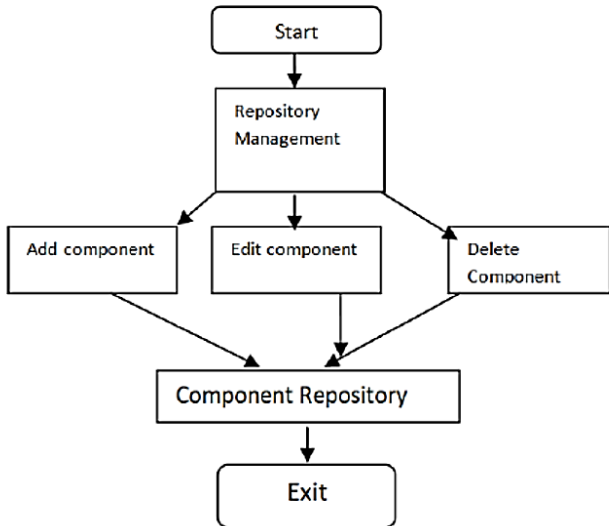 Start
Repository
Management
Add component
Edit component
Delete
Component
Component Repository
Exit